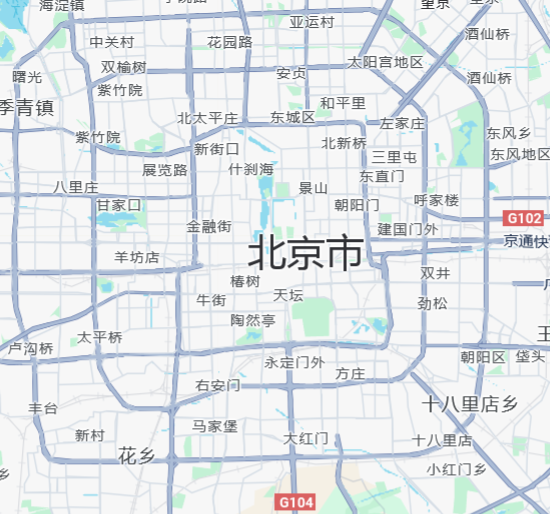 海淀镇
亚运村
望京
中关村
花园路
酒仙桥
双榆树
太阳宫地区
曙光
安贞
酒仙桥
紫竹院
季青镇
和平里
北太平庄
东城区
左家庄
紫竹院
东风乡
新街口
北新桥
三里屯
东风地区
展览路
什刹海
东直门
八里庄
景山
甘家口
朝阳门
呼家楼
G102
金融街
建国门外
北京市
京通快
羊坊店
双井
椿树
牛街
天坛
劲松
陶然亭
太平桥
卢沟桥
朝阳区
垡头
永定门外
方庄
右安门
丰台
十八里店乡
马家堡
新村
大红门
十八里店
花乡
小红门乡
G104